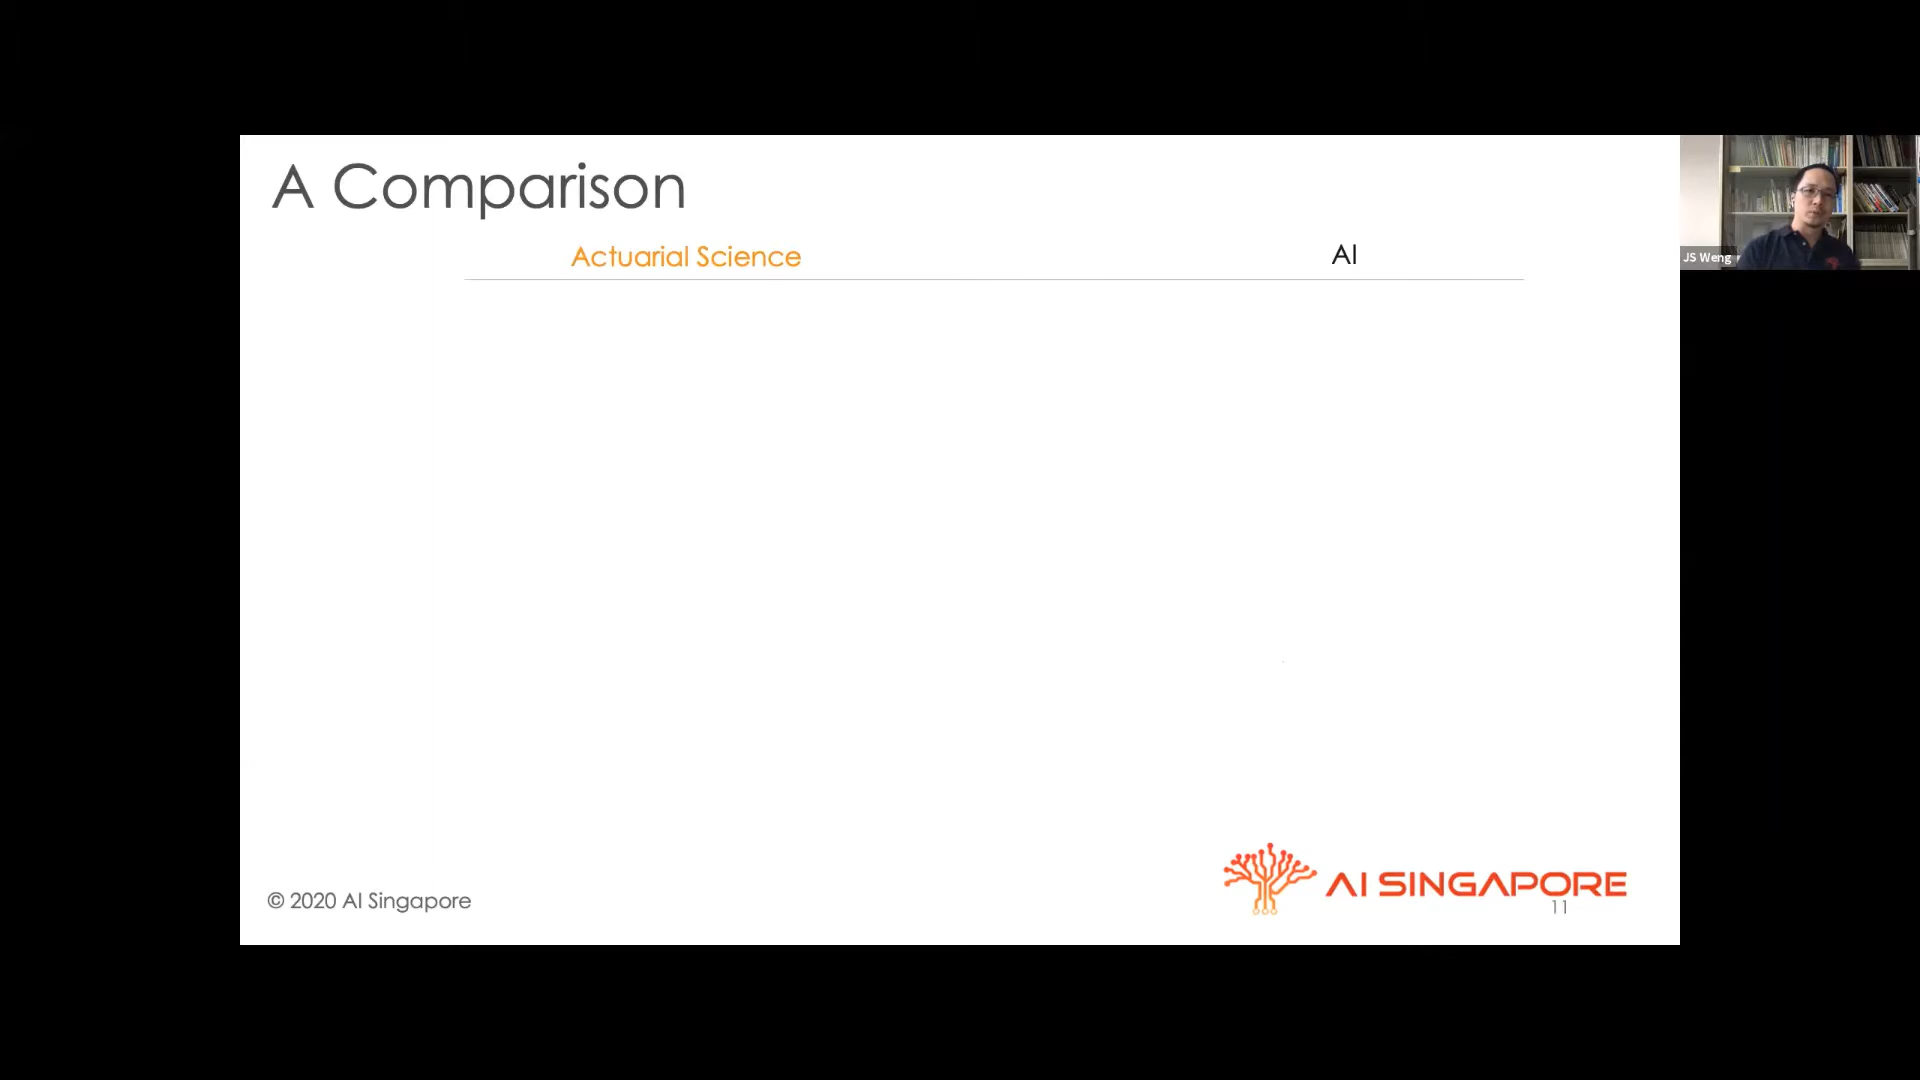 A Comparison
Actuarial Science
AI
JS Weng
© 2020 AI Singapore
AI SINGAPORE
11